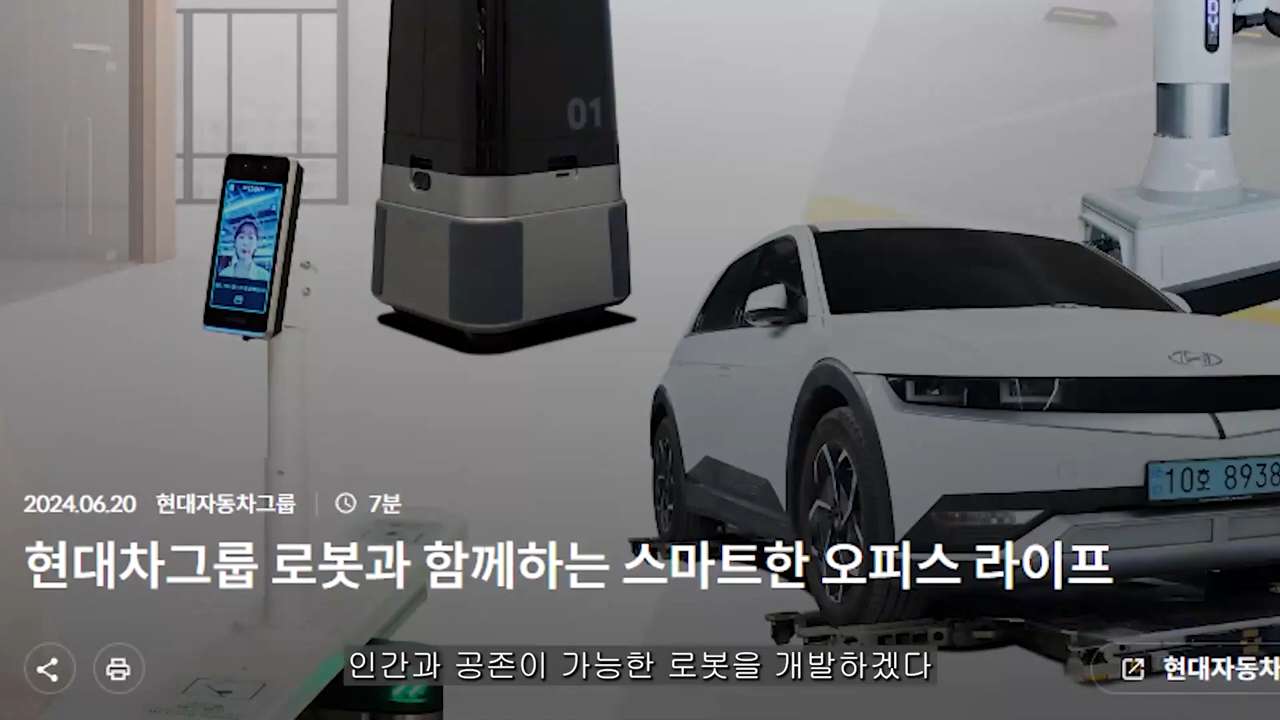 01
10호 8938
2024.06.20 현대자동차그룹 7분
현대차그룹 로봇과 함께하는 스마트한 오피스 라이프
인간과 공존이 가능한 로봇을 개발하겠다
현대자동차